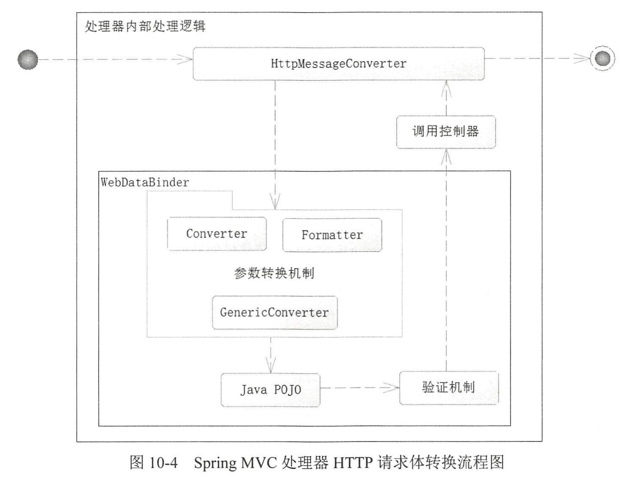 处理器内部处理逻辑
HttpMessageConverter
调用控制器
WebDataBinder
Converter
Formatter
参数转换机制
GenericConverter
Java POJO
验证机制
图 10-4 Spring MVC 处理器 HTTP 请求体转换流程图